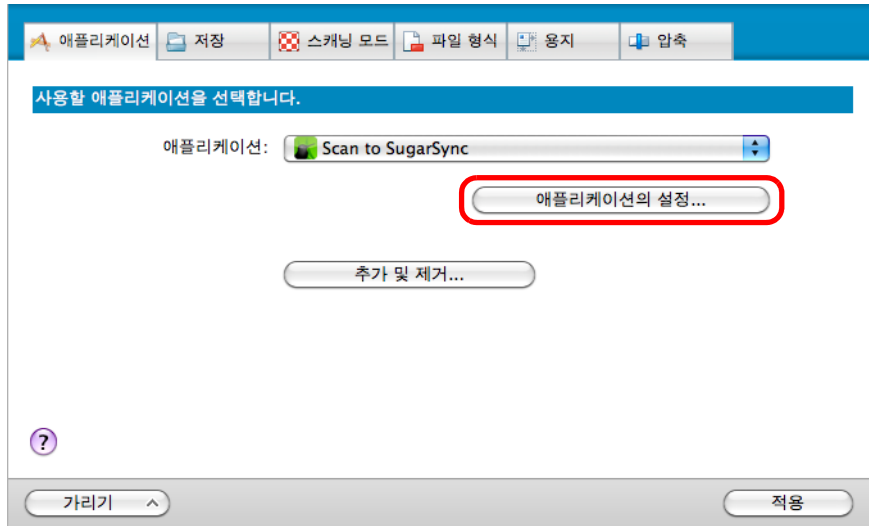 애플리케이션 저장 스캐닝 모드 파일 형식 용지 압축
사용할 애플리케이션을 선택합니다.
애플리케이션: Scan to SugarSync
애플리케이션의 설정...
추가 및 제거...
?
가리기 적용